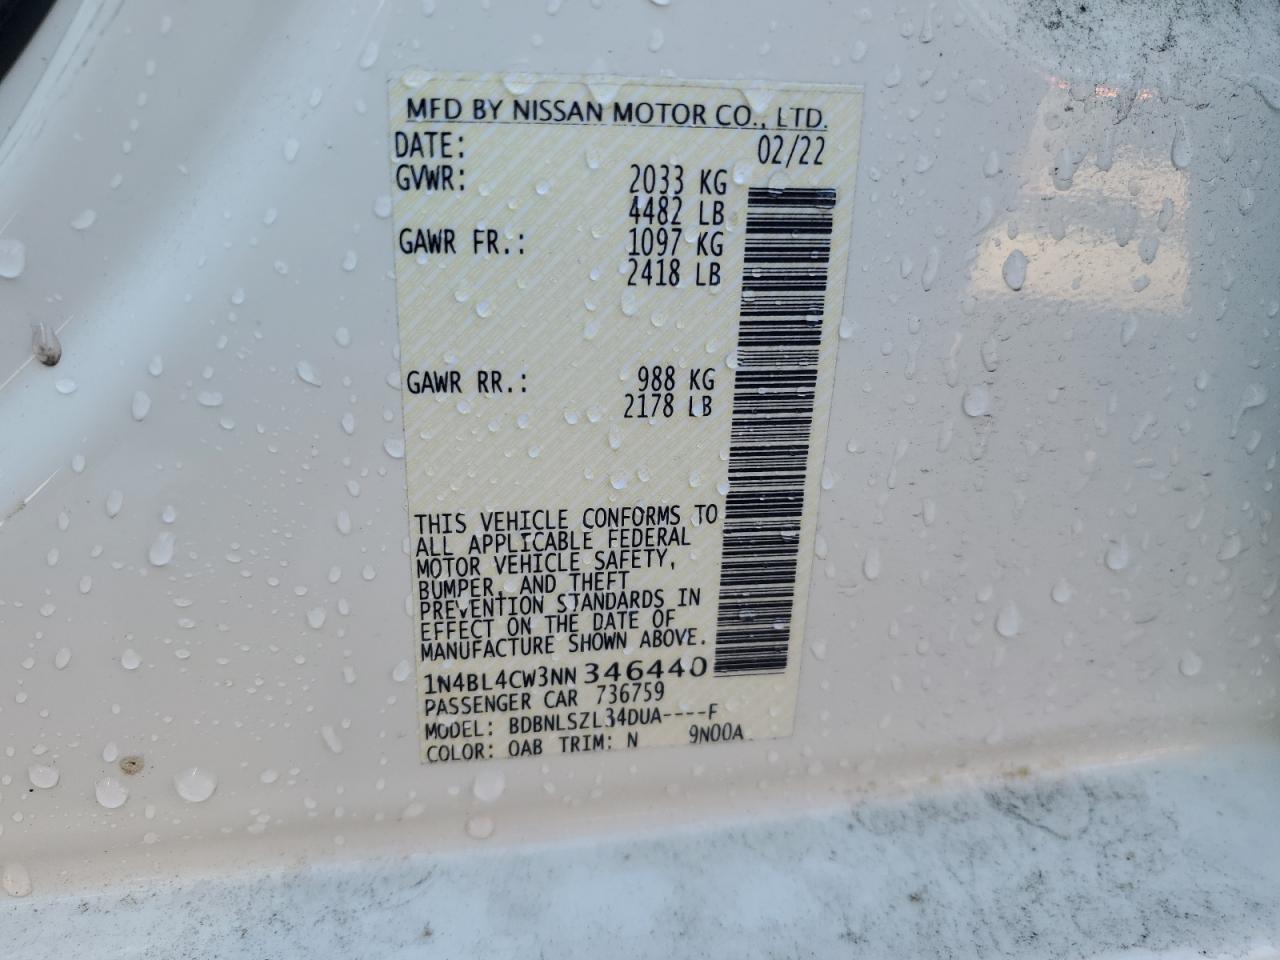 MFD BY NISSAN MOTOR CO., LTD.
DATE: 02/22
GVWR: 2033 KG
4482 LB
GAWR FR.: 1097 KG
2418 LB
GAWR RR.: 988 KG
2178 LB
THIS VEHICLE CONFORMS TO
ALL APPLICABLE FEDERAL
MOTOR VEHICLE SAFETY,
BUMPER, AND THEFT
PREVENTION STANDARDS IN
EFFECT ON THE DATE OF
MANUFACTURE SHOWN ABOVE.
1N4BL4CW3NN346440
PASSENGER CAR 736759
MODEL: BDBNLSZL34DUA----F
COLOR: QAB TRIM: N 9N00A